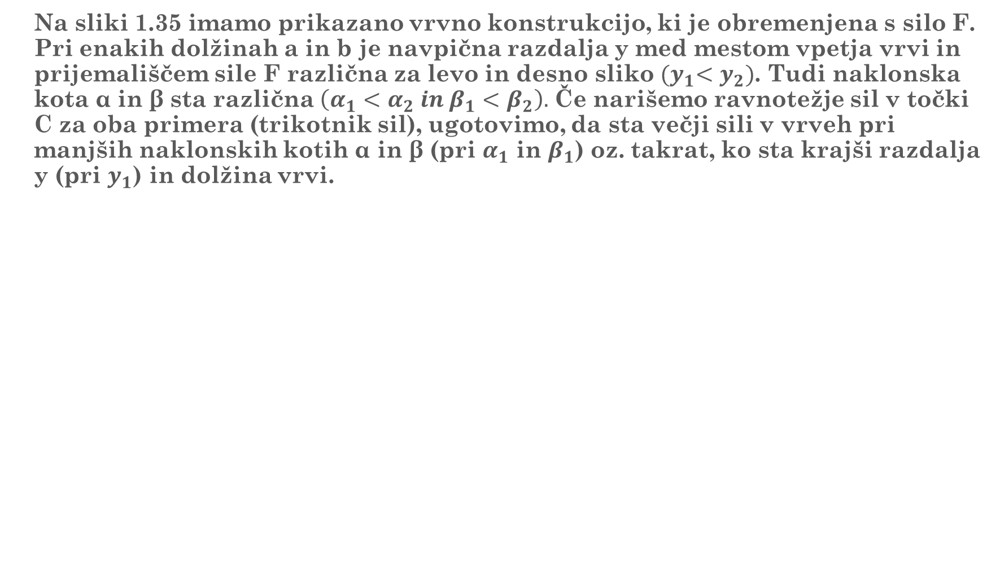 Na sliki 1.35 imamo prikazano vrvno konstrukcijo, ki je obremenjena s silo F.
Pri enakih dolžinah a in b je navpična razdalja y med mestom vpetja vrvi in
prijemališčem sile F različna za levo in desno sliko (y₁< y₂). Tudi naklonska
kota α in β sta različna (α₁ < α₂ in β₁ < β₂). Če narišemo ravnotežje sil v točki
C za oba primera (trikotnik sil), ugotovimo, da sta večji sili v vrveh pri
manjših naklonskih kotih α in β (pri α₁ in β₁) oz. takrat, ko sta krajši razdalja
y (pri y₁) in dolžina vrvi.